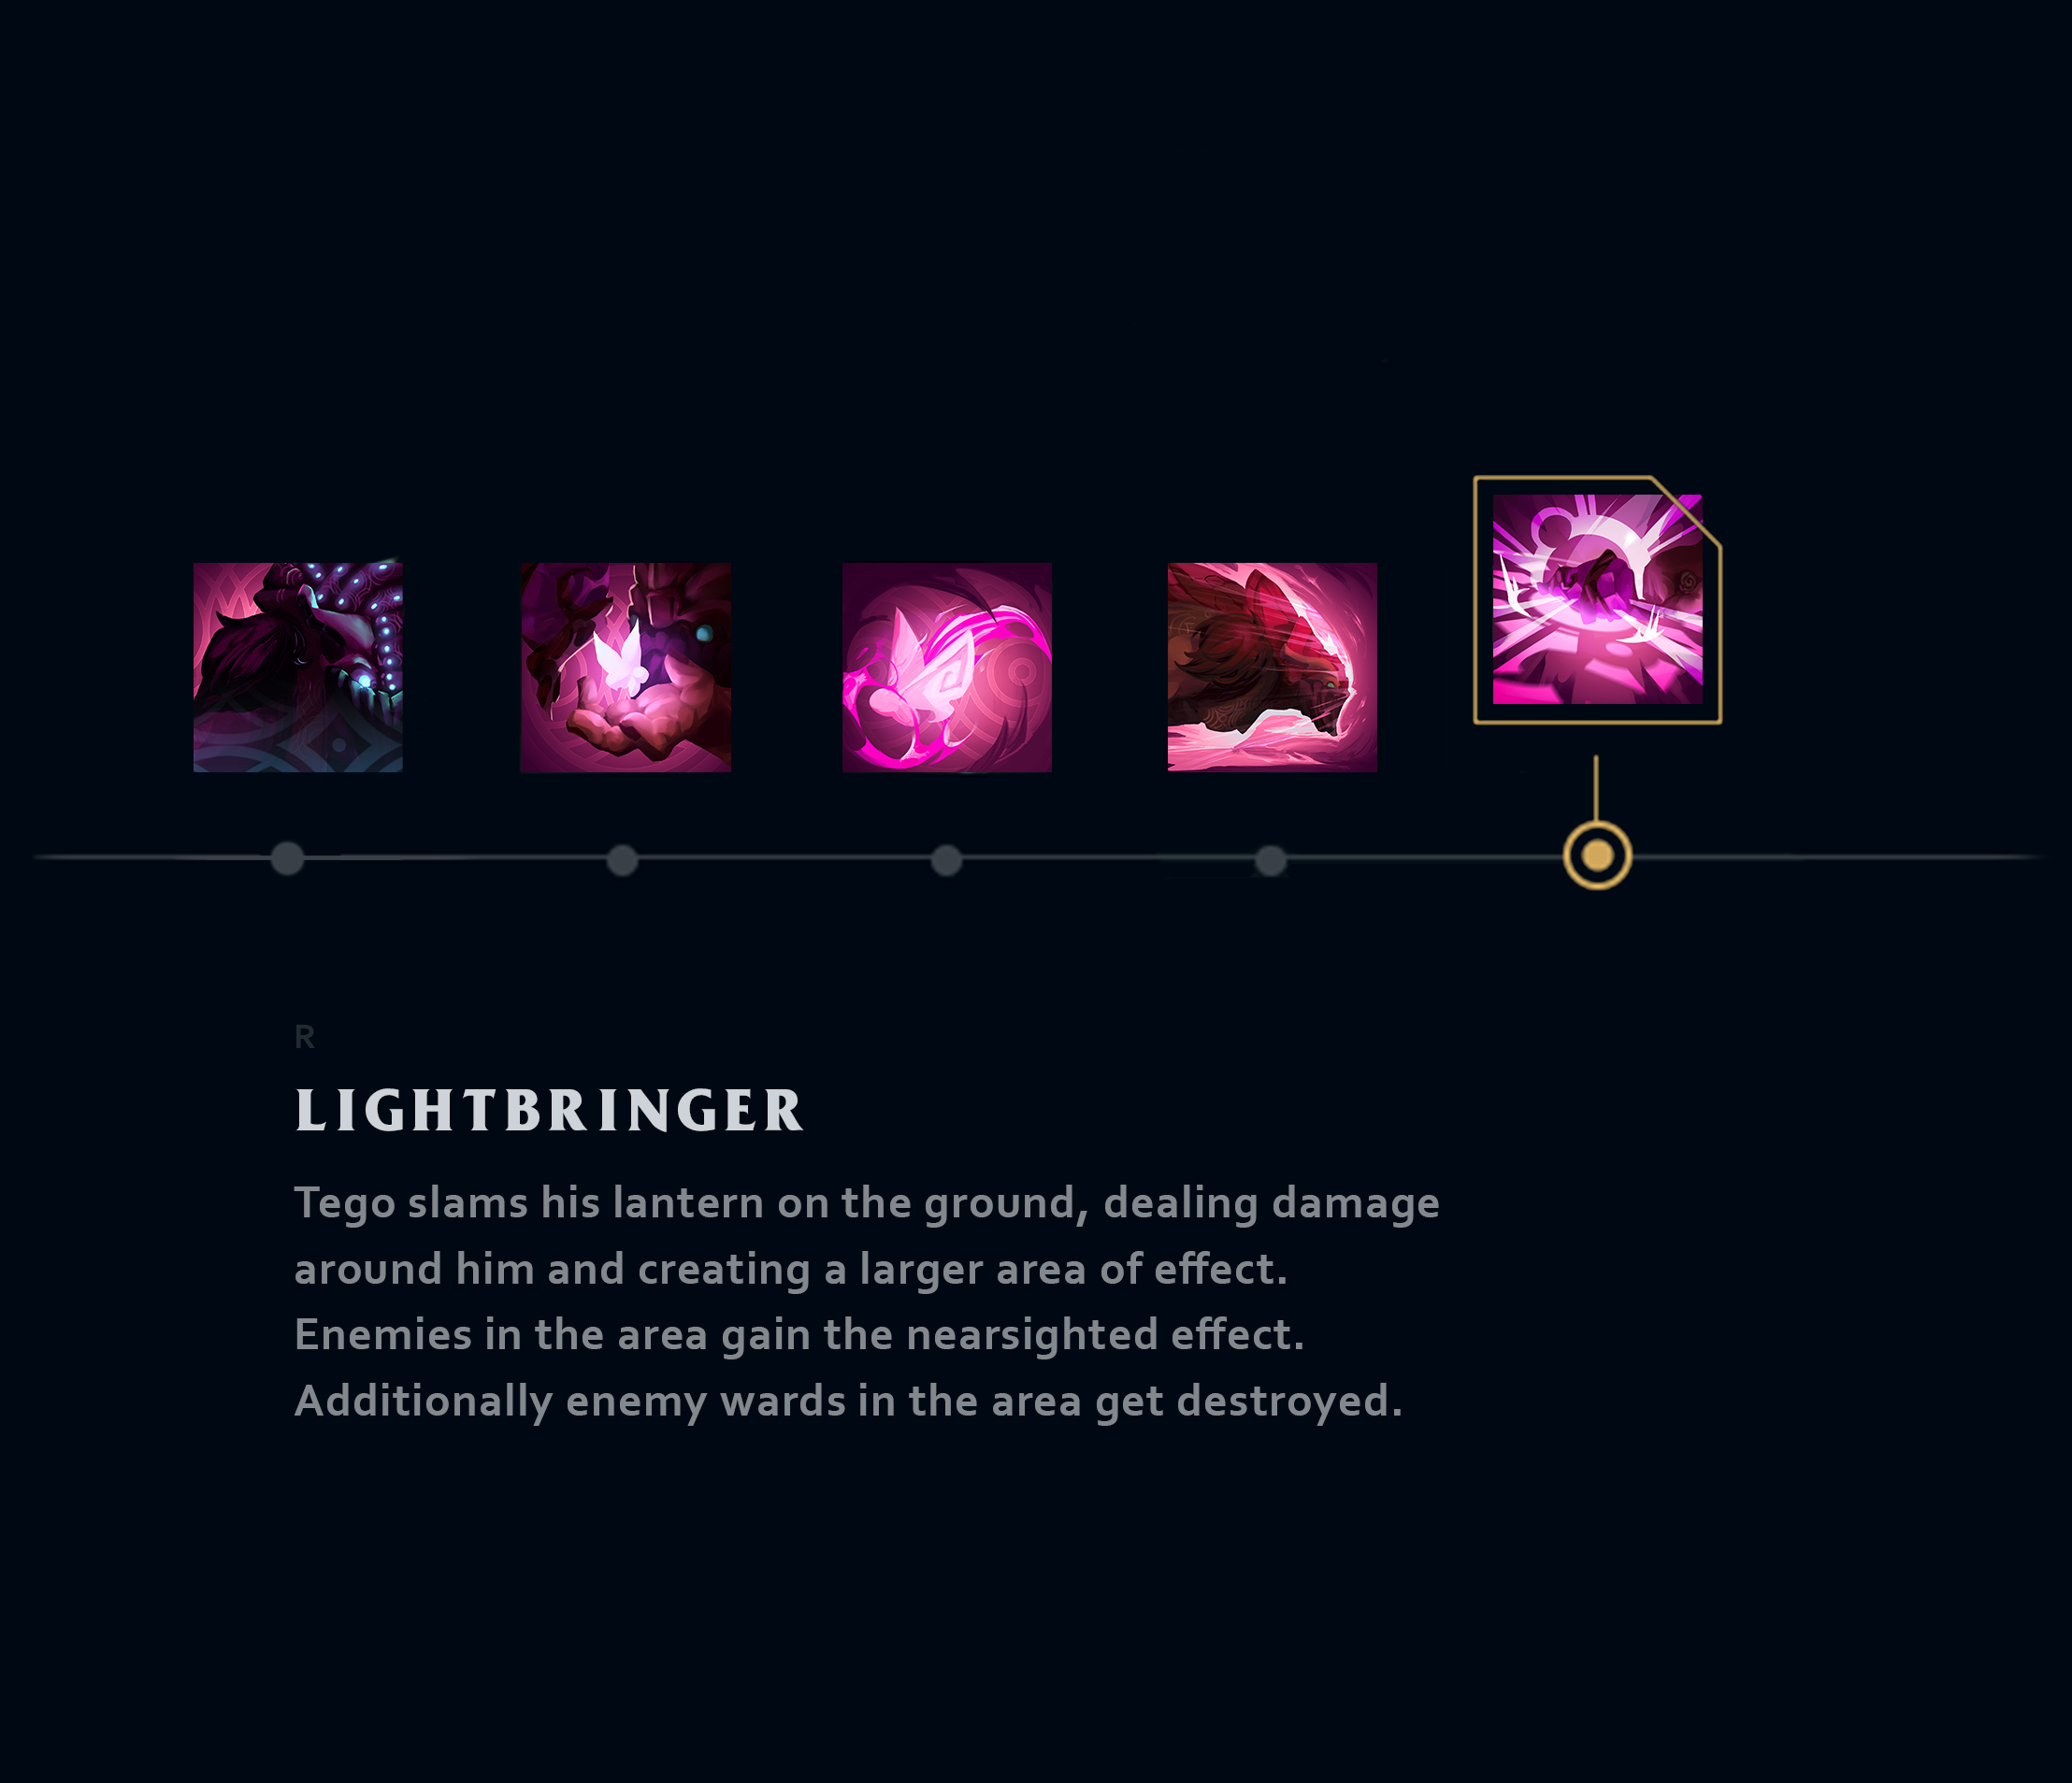 R
LIGHTBRINGER
Tego slams his lantern on the ground, dealing damage
around him and creating a larger area of effect.
Enemies in the area gain the nearsighted effect.
Additionally enemy wards in the area get destroyed.